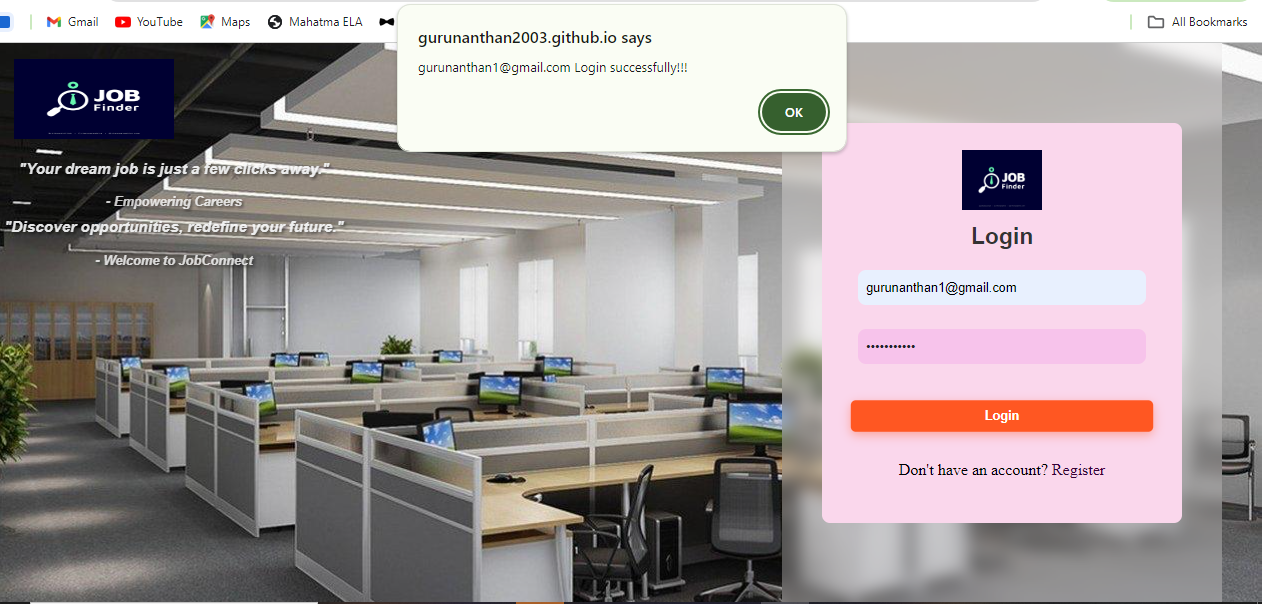 Gmail
YouTube
Maps
Mahatma ELA
All Bookmarks
gurunanthan2003.github.io says
gurunanthan1@gmail.com Login successfully!!!
OK
JOB
Finder
"Your dream job is just a few clicks away."
- Empowering Careers
"Discover opportunities, redefine your future."
- Welcome to JobConnect
JOB
Finder
Login
gurunanthan1@gmail.com
•••••••••••
Login
Don't have an account? Register